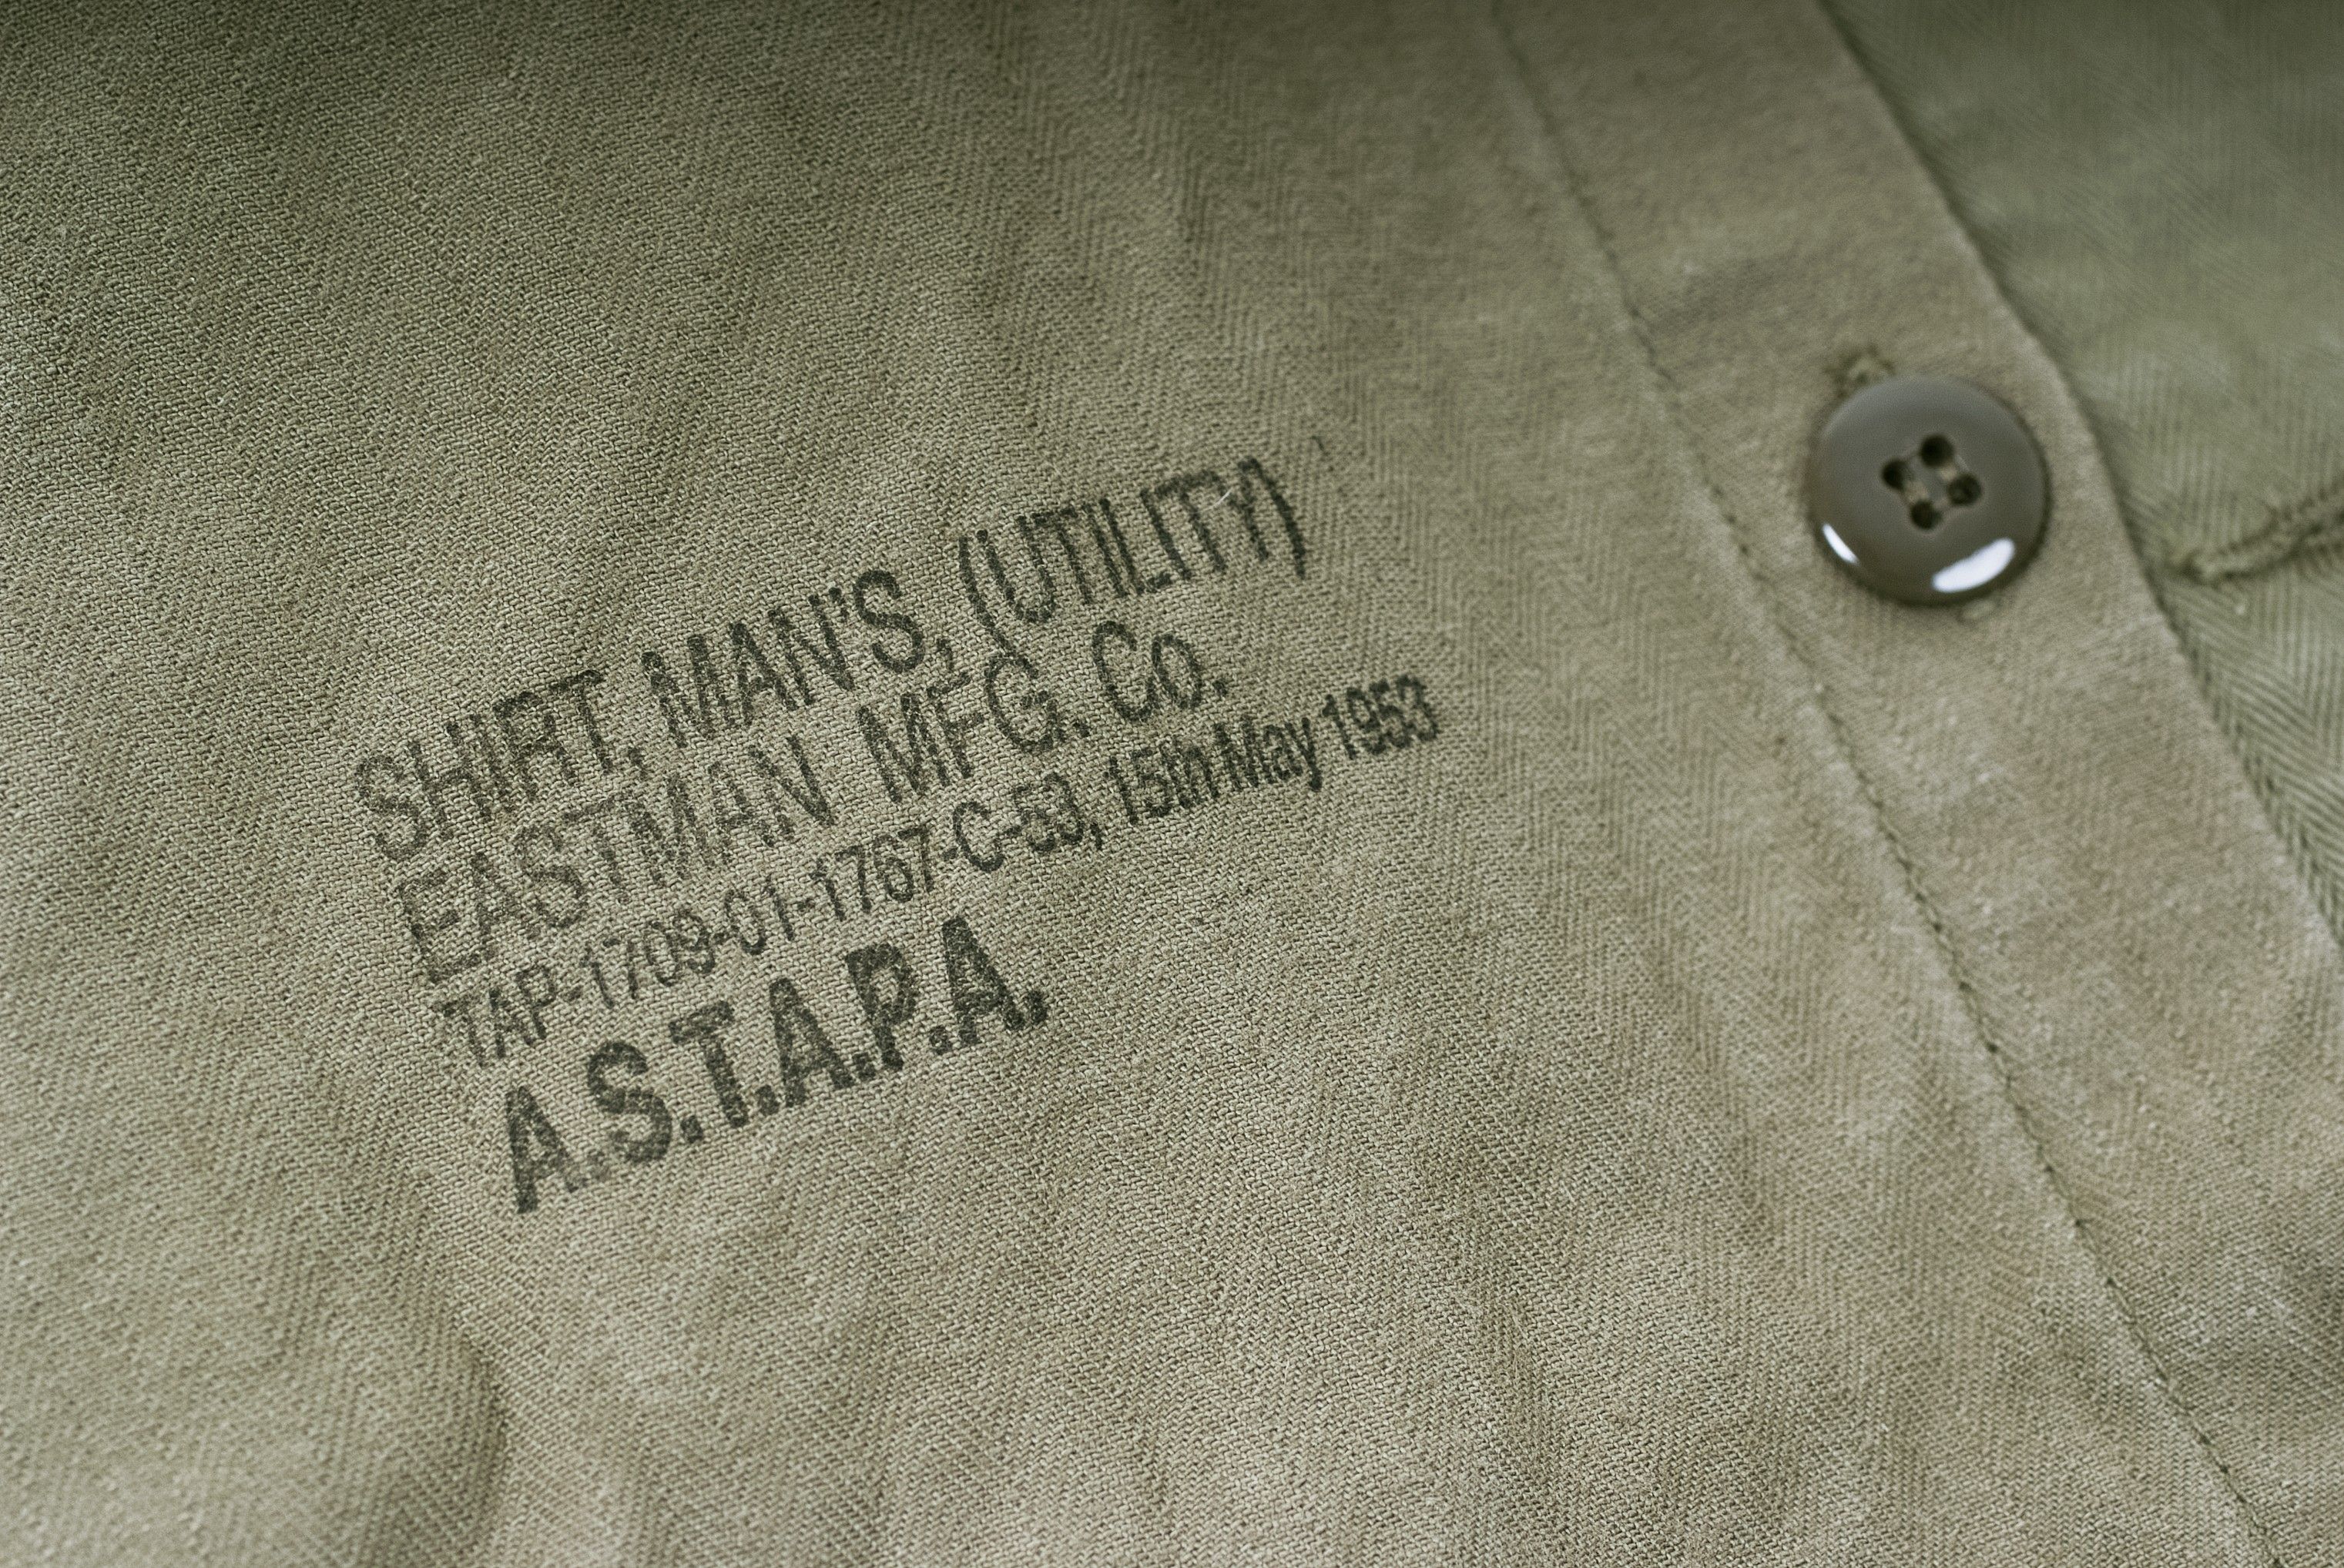 SHIRT, MAN'S, (UTILITY)
EASTMAN MFG. Co.
TAP-1709-01-1767-C-53, 15th May 1953
A.S.T.A.P.A.